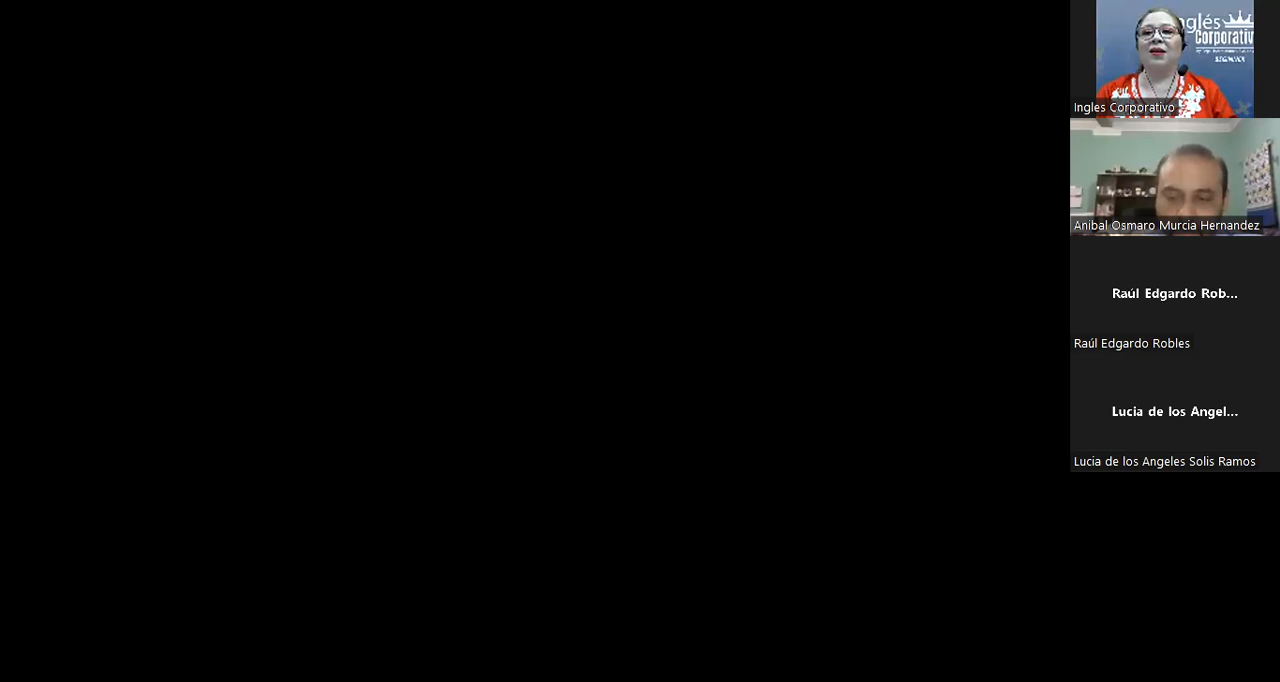 Inglés
Corporativ
Ingles Corporativo
Anibal Osmaro Murcia Hernandez
Raúl Edgardo Rob...
Raúl Edgardo Robles
Lucia de los Angel...
Lucia de los Angeles Solis Ramos